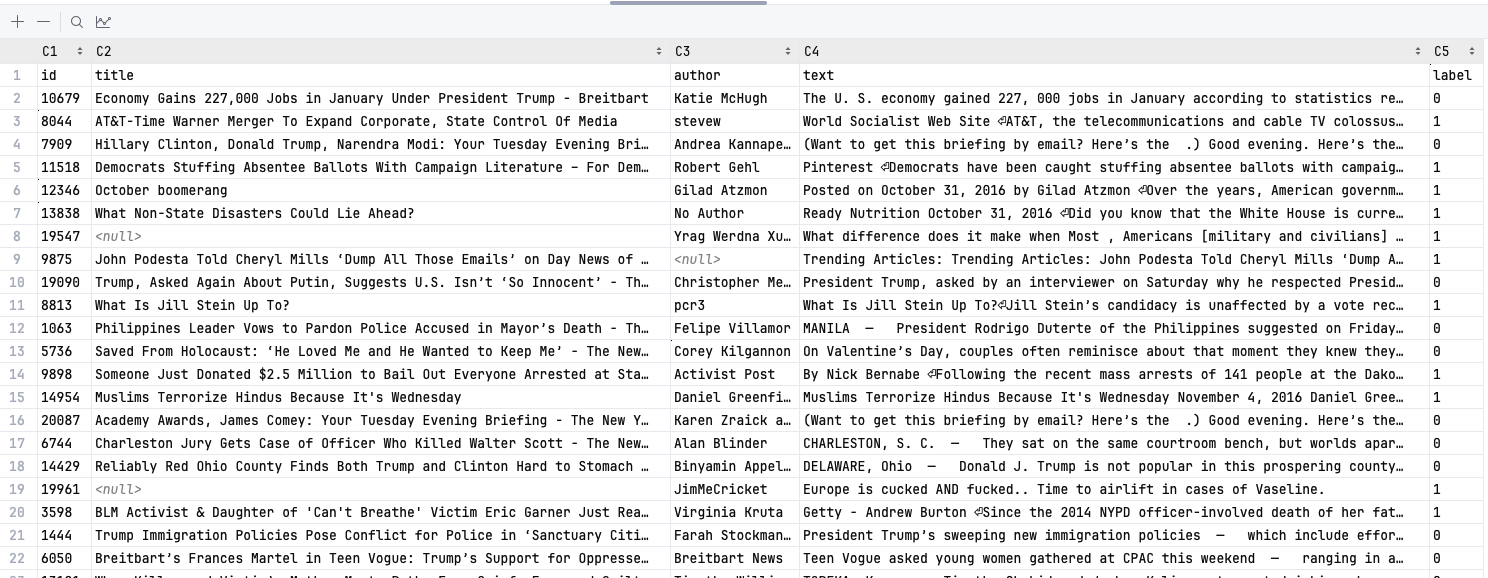 C1 C2 C3 C4 C5
1 id title author text label
2 10679 Economy Gains 227,000 Jobs in January Under President Trump - Breitbart Katie McHugh The U. S. economy gained 227, 000 jobs in January according to statistics re… 0
3 8044 AT&T-Time Warner Merger To Expand Corporate, State Control Of Media stevew World Socialist Web Site ⏎AT&T, the telecommunications and cable TV colossus… 1
4 7909 Hillary Clinton, Donald Trump, Narendra Modi: Your Tuesday Evening Bri… Andrea Kannape… (Want to get this briefing by email? Here’s the .) Good evening. Here’s the… 0
5 11518 Democrats Stuffing Absentee Ballots With Campaign Literature – For Dem… Robert Gehl Pinterest ⏎Democrats have been caught stuffing absentee ballots with campaig… 1
6 12346 October boomerang Gilad Atzmon Posted on October 31, 2016 by Gilad Atzmon ⏎Over the years, American governm… 1
7 13838 What Non-State Disasters Could Lie Ahead? No Author Ready Nutrition October 31, 2016 ⏎Did you know that the White House is curre… 1
8 19547 <null> Yrag Werdna Xu… What difference does it make when Most , Americans [military and civilians] … 1
9 9875 John Podesta Told Cheryl Mills ‘Dump All Those Emails’ on Day News of … <null> Trending Articles: Trending Articles: John Podesta Told Cheryl Mills ‘Dump A… 1
10 19090 Trump, Asked Again About Putin, Suggests U.S. Isn’t ‘So Innocent’ - Th… Christopher Me… President Trump, asked by an interviewer on Saturday why he respected Presid… 0
11 8813 What Is Jill Stein Up To? pcr3 What Is Jill Stein Up To?⏎Jill Stein’s candidacy is unaffected by a vote rec… 1
12 1063 Philippines Leader Vows to Pardon Police Accused in Mayor’s Death - Th… Felipe Villamor MANILA — President Rodrigo Duterte of the Philippines suggested on Friday… 0
13 5736 Saved From Holocaust: ‘He Loved Me and He Wanted to Keep Me’ - The New… Corey Kilgannon On Valentine’s Day, couples often reminisce about that moment they knew they… 0
14 9898 Someone Just Donated $2.5 Million to Bail Out Everyone Arrested at Sta… Activist Post By Nick Bernabe ⏎Following the recent mass arrests of 141 people at the Dako… 1
15 14954 Muslims Terrorize Hindus Because It's Wednesday Daniel Greenfi… Muslims Terrorize Hindus Because It's Wednesday November 4, 2016 Daniel Gree… 1
16 20087 Academy Awards, James Comey: Your Tuesday Evening Briefing - The New Y… Karen Zraick a… (Want to get this briefing by email? Here’s the .) Good evening. Here’s the… 0
17 6744 Charleston Jury Gets Case of Officer Who Killed Walter Scott - The New… Alan Blinder CHARLESTON, S. C. — They sat on the same courtroom bench, but worlds apar… 0
18 14429 Reliably Red Ohio County Finds Both Trump and Clinton Hard to Stomach … Binyamin Appel… DELAWARE, Ohio — Donald J. Trump is not popular in this prospering county… 0
19 19961 <null> JimMeCricket Europe is cucked AND fucked.. Time to airlift in cases of Vaseline. 1
20 3598 BLM Activist & Daughter of 'Can't Breathe' Victim Eric Garner Just Rea… Virginia Kruta Getty - Andrew Burton ⏎Since the 2014 NYPD officer-involved death of her fat… 1
21 1444 Trump Immigration Policies Pose Conflict for Police in ‘Sanctuary Citi… Farah Stockman… President Trump’s sweeping new immigration policies — which include effor… 0
22 6050 Breitbart’s Frances Martel in Teen Vogue: Trump’s Support for Oppresse… Breitbart News Teen Vogue asked young women gathered at CPAC this weekend — ranging in a… 0